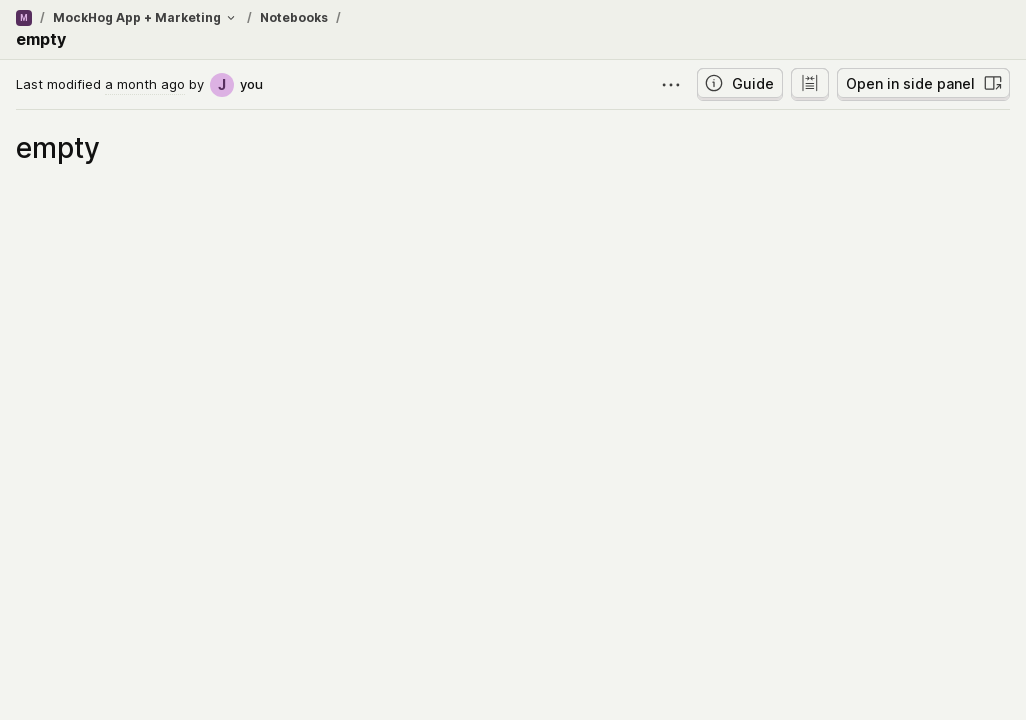 M / MockHog App + Marketing / Notebooks /
empty
Last modified a month ago by J you
Guide
Open in side panel
empty